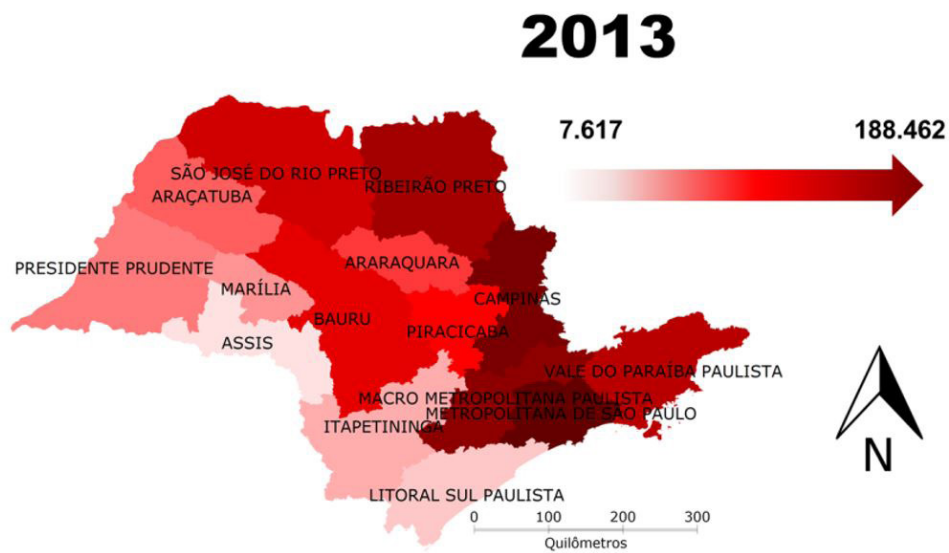 2013
7.617 188.462
SÃO JOSÉ DO RIO PRETO
RIBEIRÃO PRETO
ARAÇATUBA
ARARAQUARA
PRESIDENTE PRUDENTE
MARÍLIA
CAMPINAS
BAURU
PIRACICABA
ASSIS
VALE DO PARAÍBA PAULISTA
MACRO METROPOLITANA PAULISTA
METROPOLITANA DE SÃO PAULO
ITAPETININGA
N
LITORAL SUL PAULISTA
0 100 200 300
Quilômetros